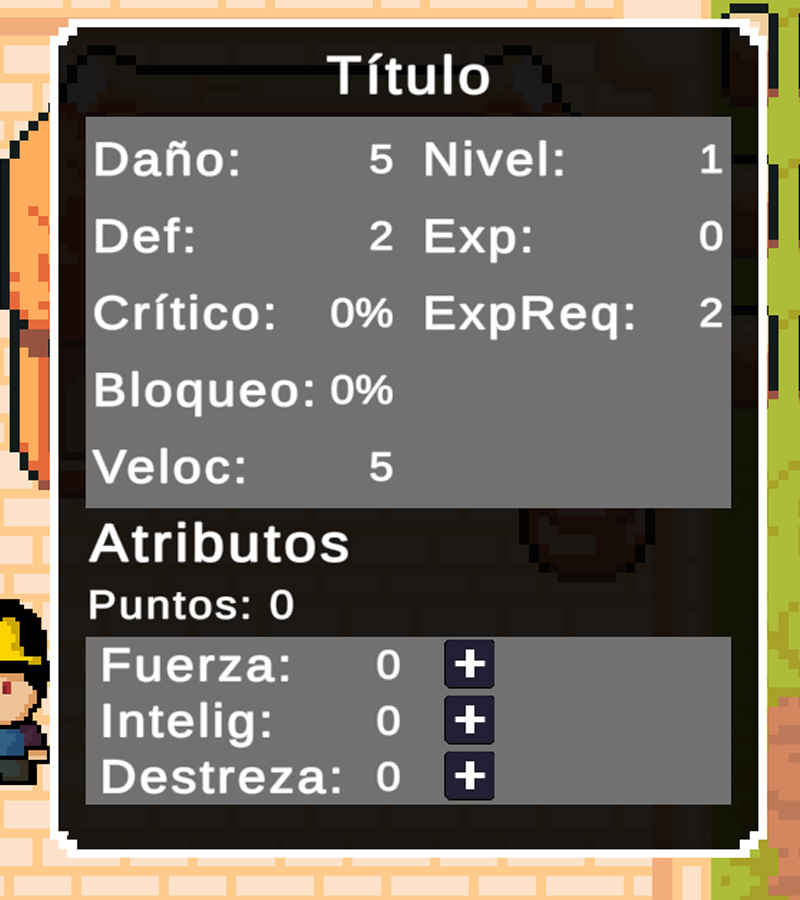 Título
Daño: 5 Nivel: 1
Def: 2 Exp: 0
Crítico: 0% ExpReq: 2
Bloqueo: 0%
Veloc: 5
Atributos
Puntos: 0
Fuerza: 0 +
Intelig: 0 +
Destreza: 0 +